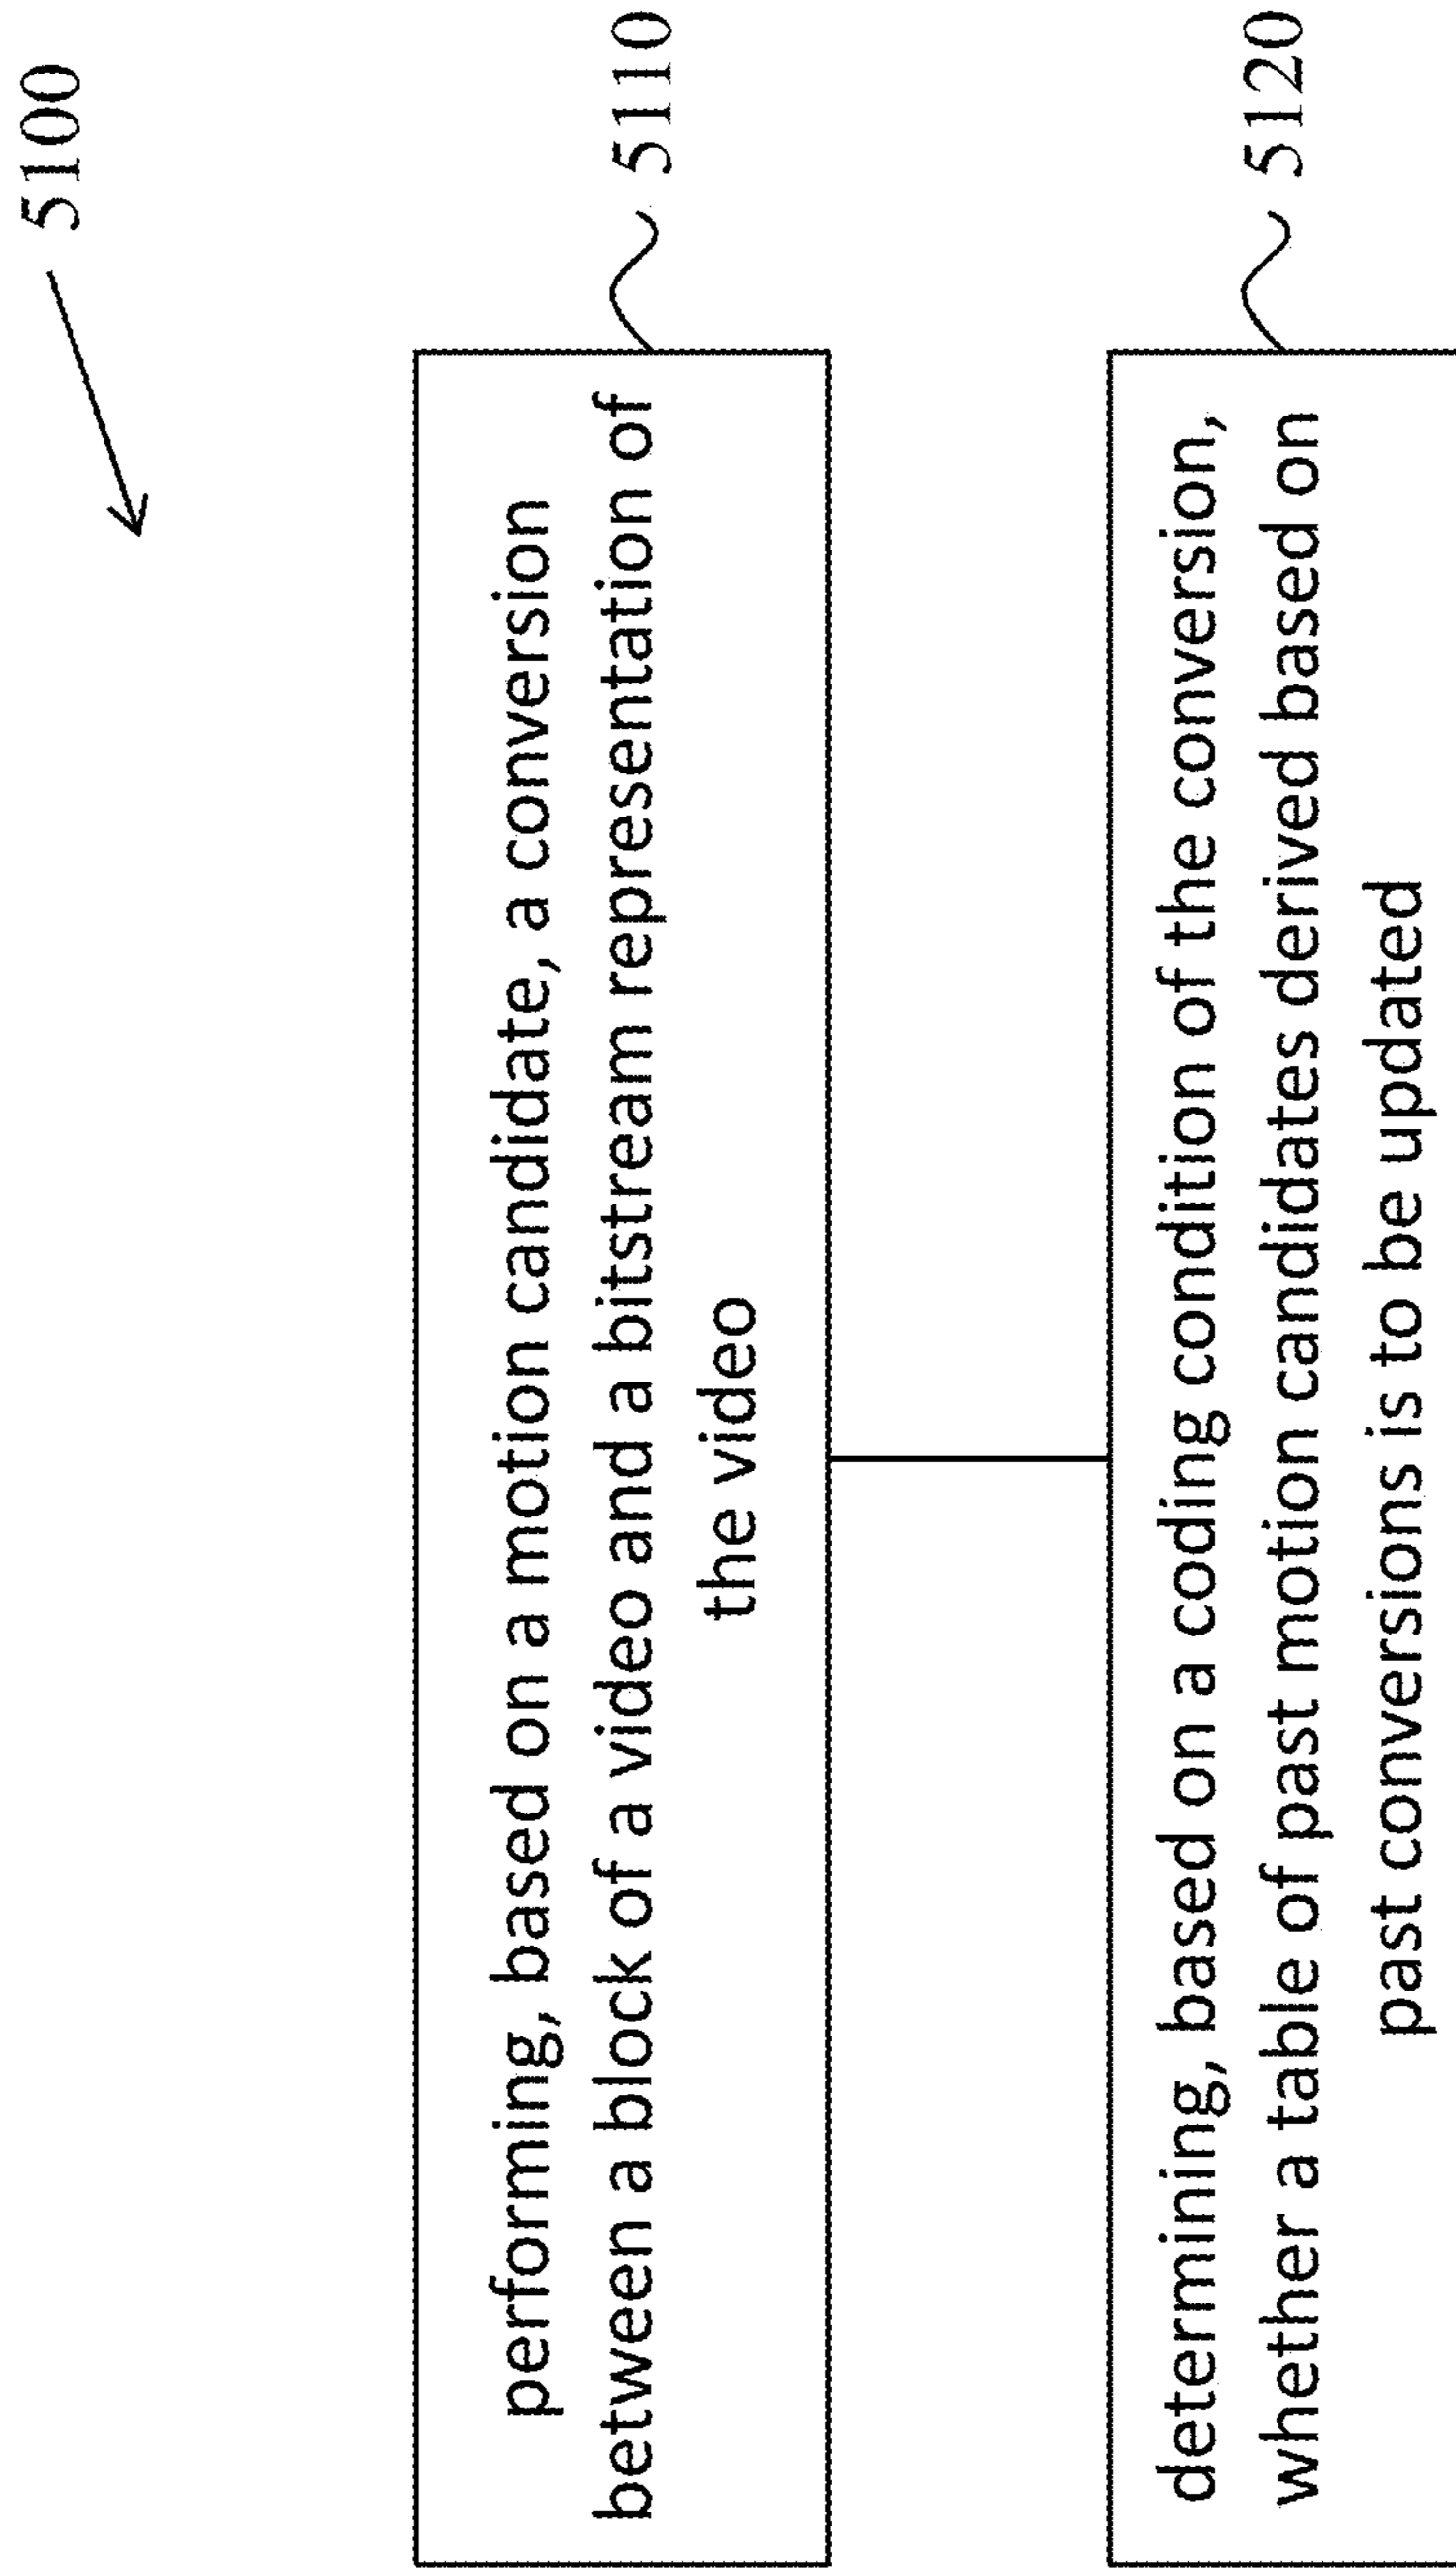 5100
performing, based on a motion candidate, a conversion
between a block of a video and a bitstream representation of
the video
5110
determining, based on a coding condition of the conversion,
whether a table of past motion candidates derived based on
past conversions is to be updated
5120